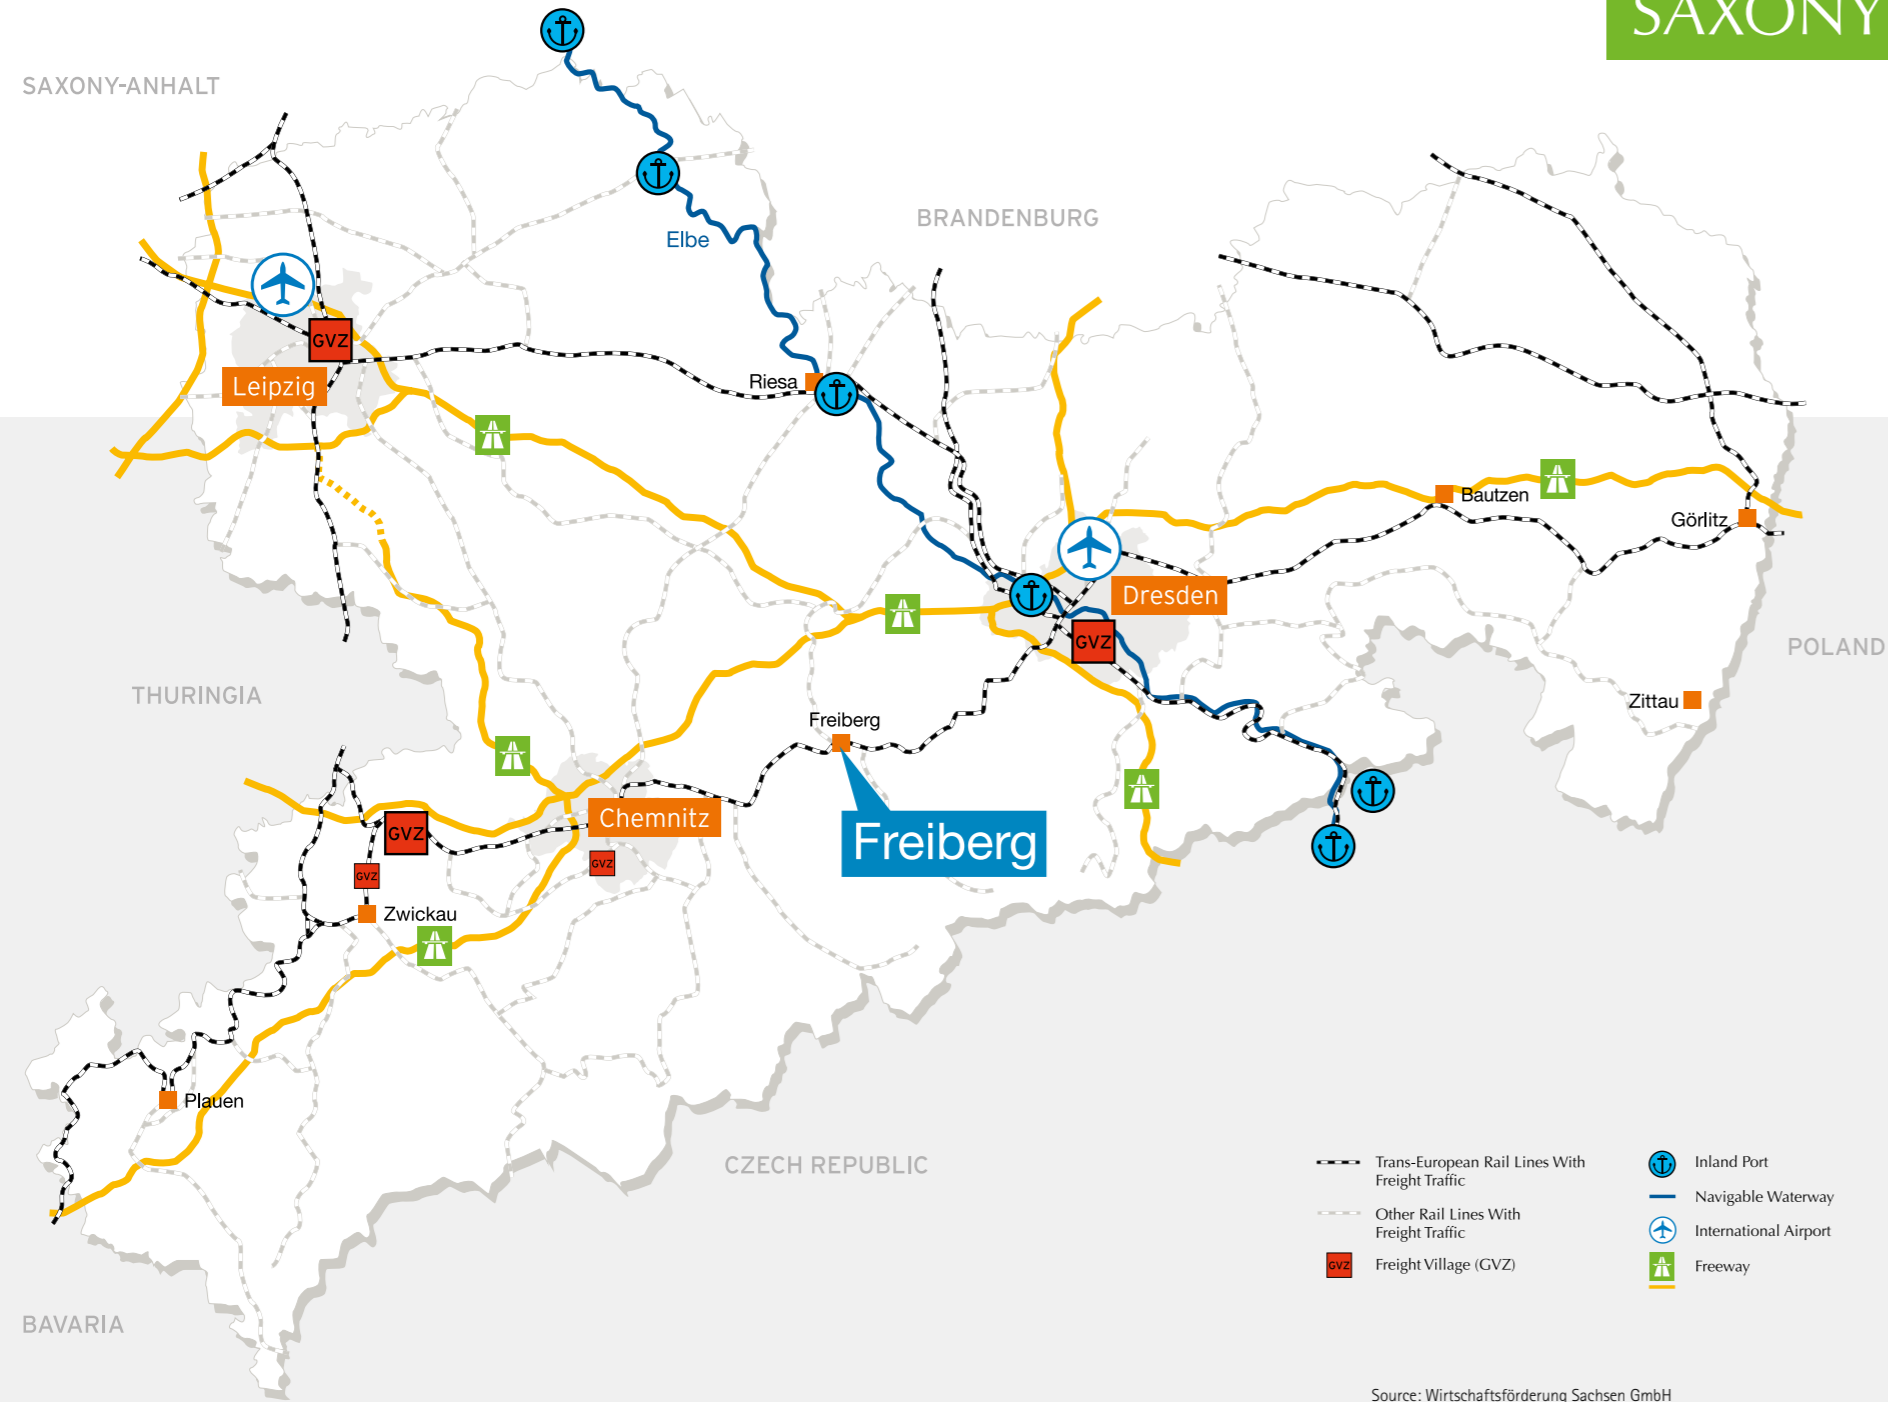 SAXONY
SAXONY-ANHALT
BRANDENBURG
Elbe
GVZ
Leipzig
Riesa
Bautzen
Görlitz
Dresden
GVZ
POLAND
THURINGIA
Zittau
Freiberg
Freiberg
Chemnitz
GVZ
GVZ
GVZ
Zwickau
Plauen
CZECH REPUBLIC
BAVARIA
Trans-European Rail Lines With
Freight Traffic
Other Rail Lines With
Freight Traffic
GVZ Freight Village (GVZ)
Inland Port
Navigable Waterway
International Airport
Freeway
Source: Wirtschaftsförderung Sachsen GmbH